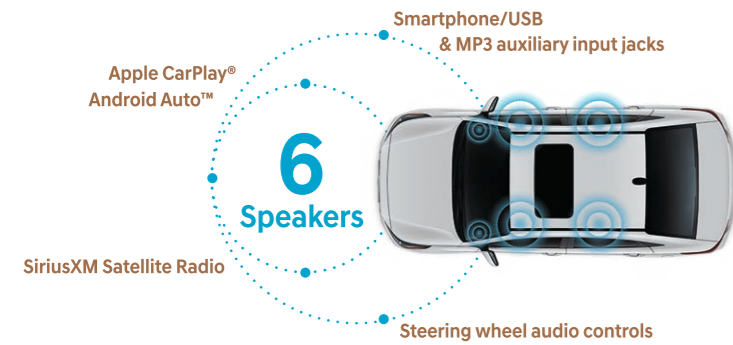 Smartphone/USB
& MP3 auxiliary input jacks
Apple CarPlay®
Android Auto™
6
Speakers
SiriusXM Satellite Radio
Steering wheel audio controls